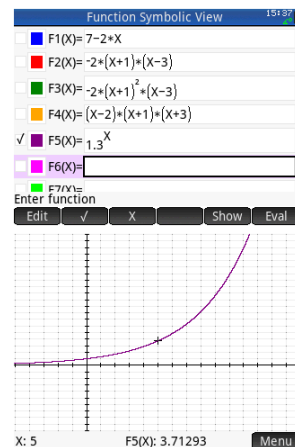 Function Symbolic View 15:37
F1(X)= 7-2*X
F2(X)= -2*(X+1)*(X-3)
F3(X)= -2*(X+1)²*(X-3)
F4(X)= (X-2)*(X+1)*(X+3)
√ F5(X)= 1.3^X
F6(X)=
F7(X)=
Enter function
Edit √ X Show Eval
X: 5 F5(X): 3.71293 Menu